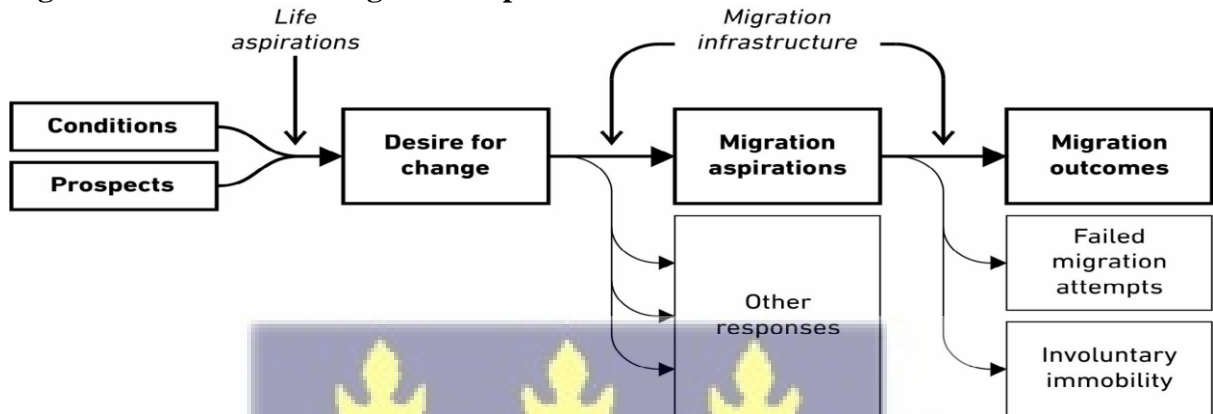 Life
aspirations
Migration
infrastructure
Conditions
Prospects
Desire for
change
Migration
aspirations
Migration
outcomes
Other
responses
Failed
migration
attempts
Involuntary
immobility